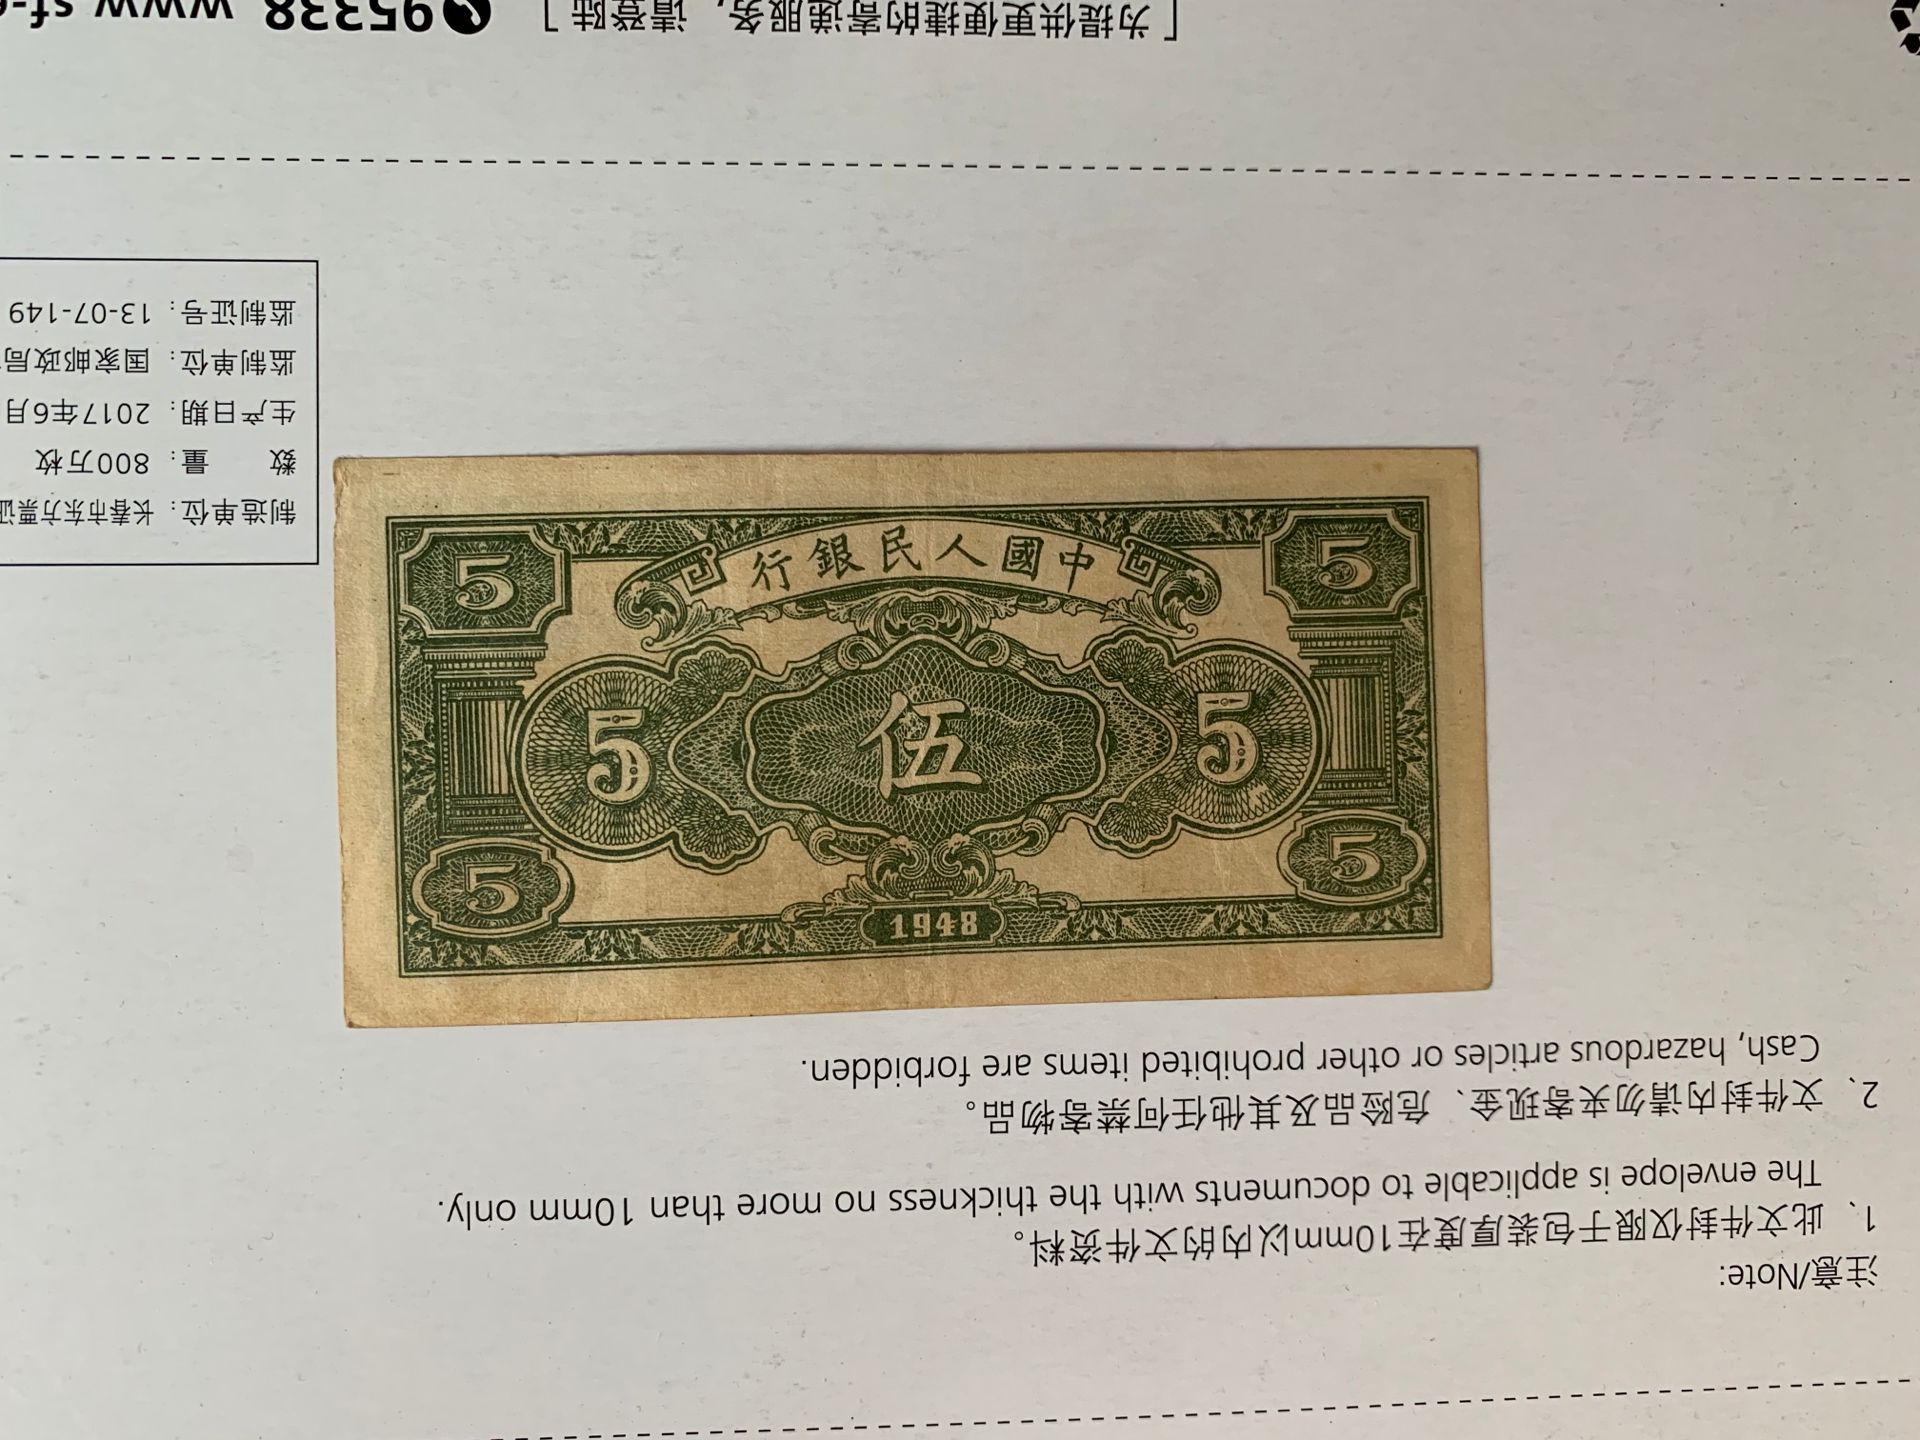 中國人民銀行
5
5
5
伍
5
5
5
1948
注意/Note:
1、此文件封仅限于包装厚度在10mm以内的文件资料。
The envelope is applicable to documents with the thickness no more than 10mm only.
2、文件封内请勿夹寄现金、危险品及其他任何禁寄物品。
Cash, hazardous articles or other prohibited items are forbidden.
制造单位：长春市东方票证
数 量：800万枚
生产日期：2017年6月
监制单位：国家邮政局
监制证号：13-07-149
[ 为提供更便捷的寄递服务，请登陆 ] 95338 www.sf-